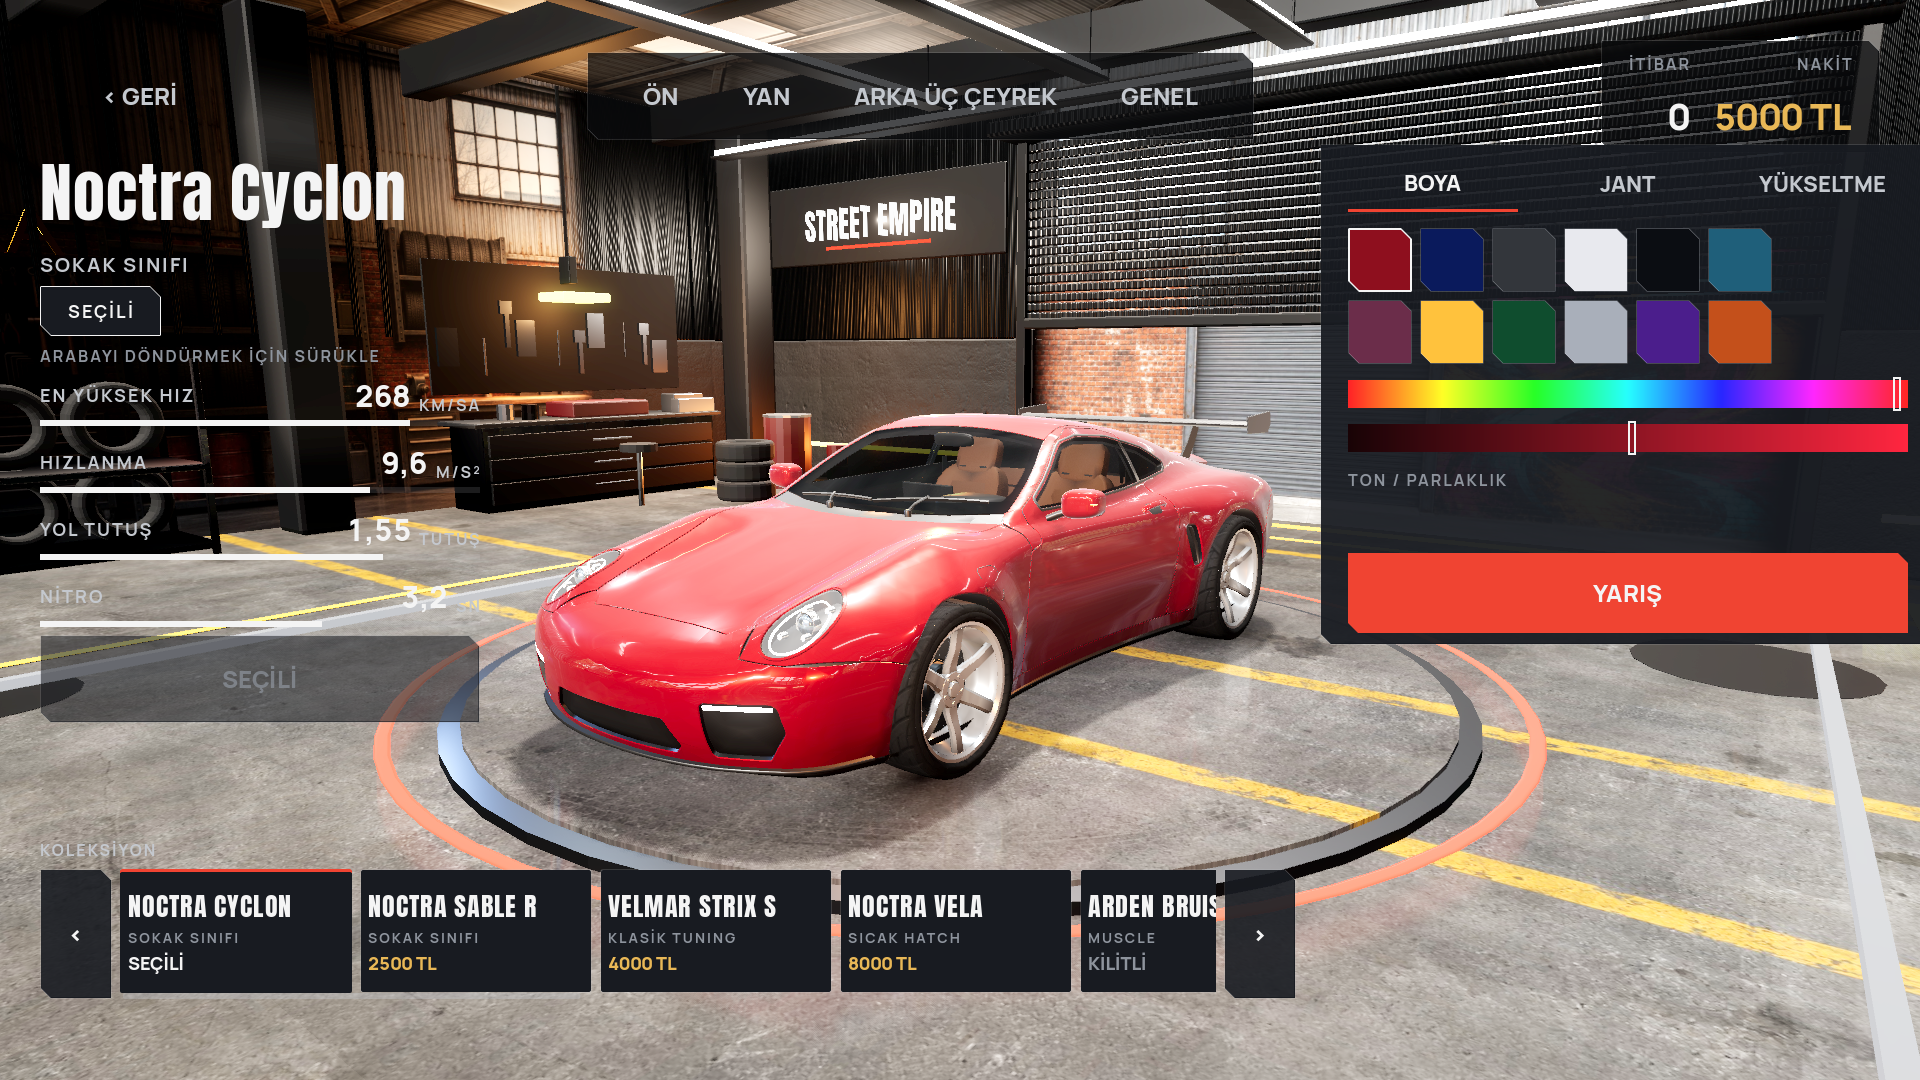 ‹ GERİ
ÖN YAN ARKA ÜÇ ÇEYREK GENEL
İTİBAR NAKİT
0 5000 TL
Noctra Cyclon
SOKAK SINIFI
SEÇİLİ
ARABAYI DÖNDÜRMEK İÇİN SÜRÜKLE
EN YÜKSEK HIZ 268 KM/SA
HIZLANMA 9,6 M/S²
YOL TUTUŞ 1,55 TUTUŞ
NİTRO 3,2
SEÇİLİ
STREET EMPIRE
BOYA JANT YÜKSELTME
TON / PARLAKLIK
YARIŞ
KOLEKSİYON
‹
NOCTRA CYCLON
SOKAK SINIFI
SEÇİLİ
NOCTRA SABLE R
SOKAK SINIFI
2500 TL
VELMAR STRIX S
KLASİK TUNING
4000 TL
NOCTRA VELA
SICAK HATCH
8000 TL
ARDEN BRUIS
MUSCLE
KİLİTLİ
›